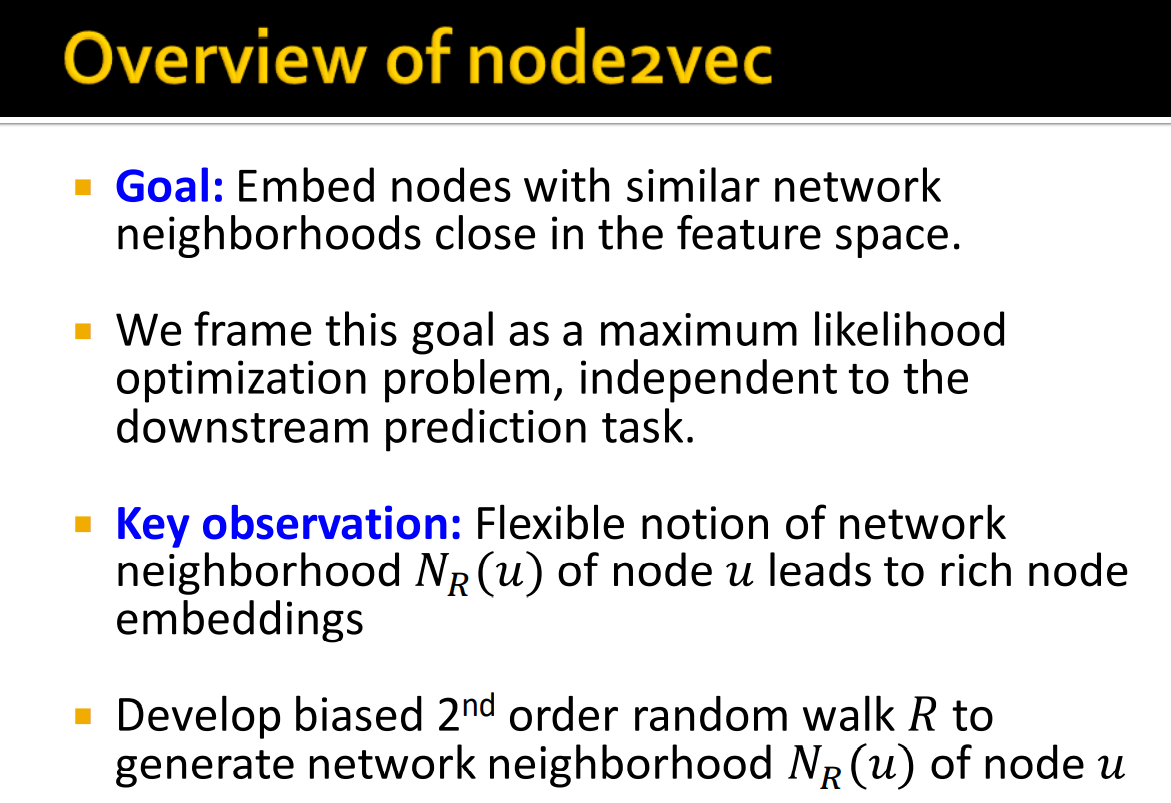 Overview of node2vec
▪ Goal: Embed nodes with similar network
neighborhoods close in the feature space.
▪ We frame this goal as a maximum likelihood
optimization problem, independent to the
downstream prediction task.
▪ Key observation: Flexible notion of network
neighborhood $N_R(u)$ of node $u$ leads to rich node
embeddings
▪ Develop biased 2nd order random walk $R$ to
generate network neighborhood $N_R(u)$ of node $u$